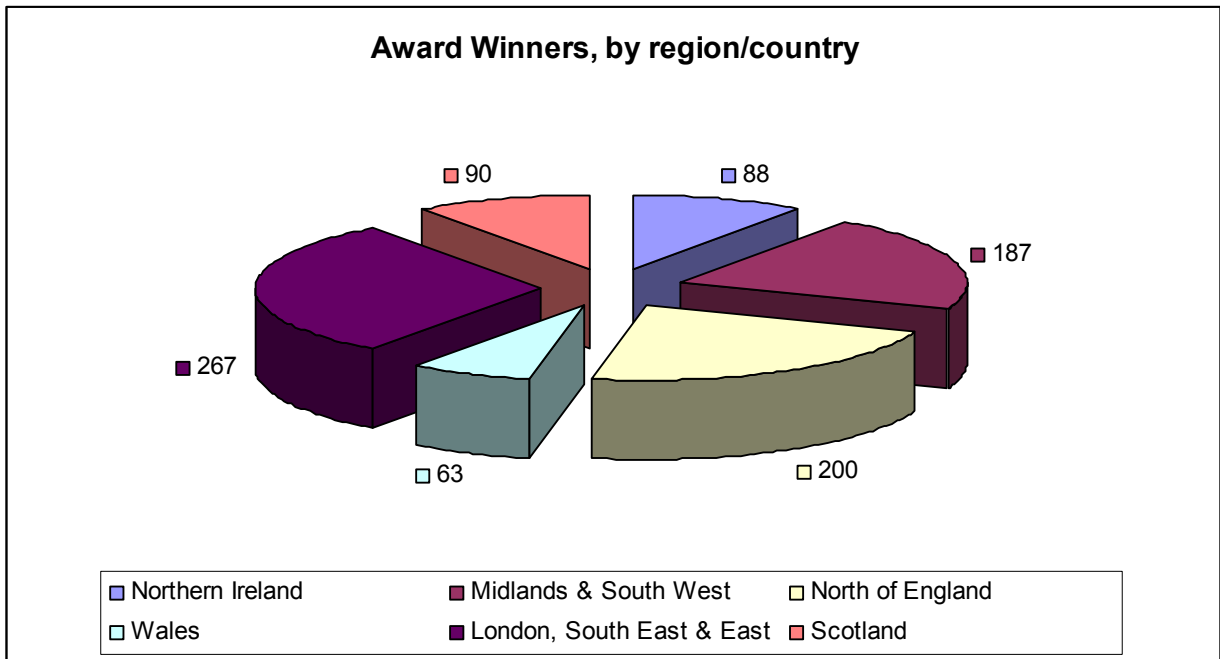 Award Winners, by region/country
90
88
187
267
63
200
Northern Ireland
Midlands & South West
North of England
Wales
London, South East & East
Scotland